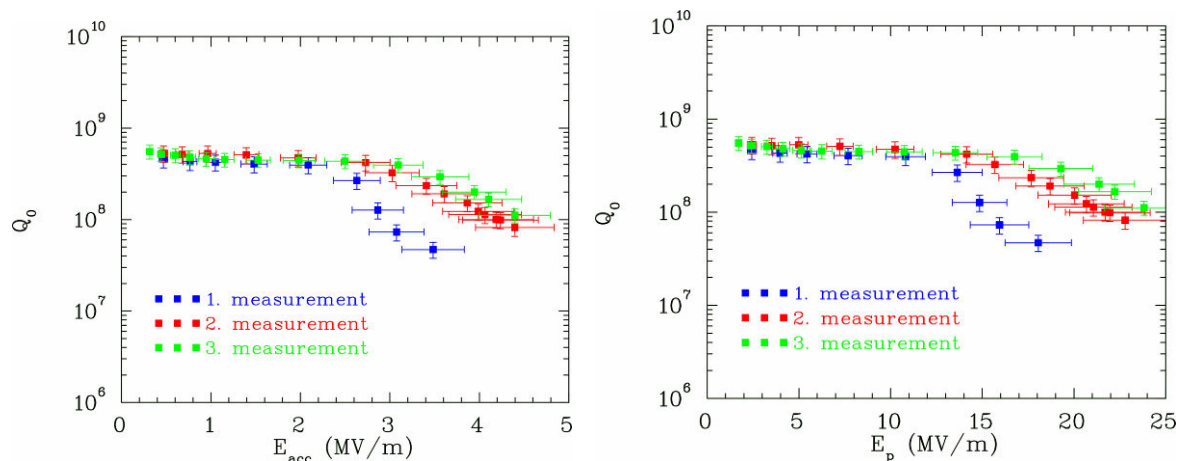 10^10
10^9
10^8
10^7
10^6
Q_0
1. measurement
2. measurement
3. measurement
0 1 2 3 4 5
E_acc (MV/m)
10^10
10^9
10^8
10^7
10^6
Q_0
1. measurement
2. measurement
3. measurement
0 5 10 15 20 25
E_p (MV/m)